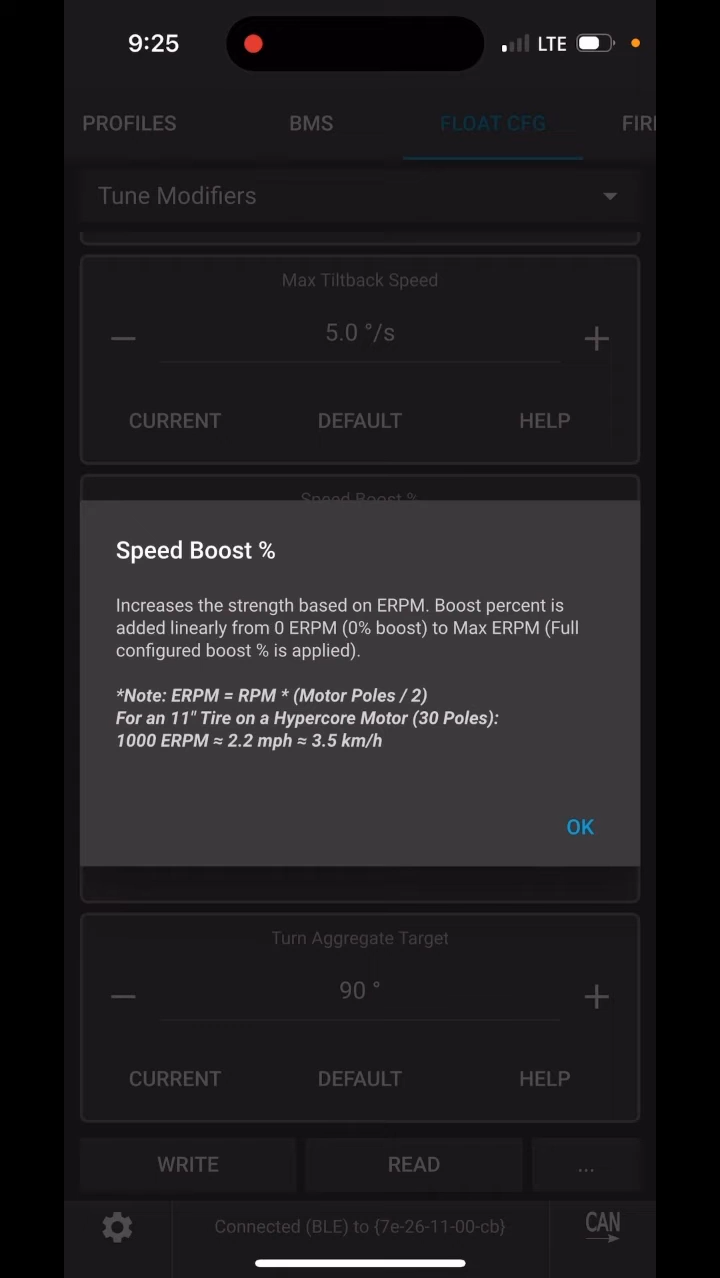 9:25
LTE
PROFILES
BMS
FLOAT CFG
FIRI
Tune Modifiers
Max Tiltback Speed
5.0 °/s
CURRENT
DEFAULT
HELP
Speed Boost %
Speed Boost %
Increases the strength based on ERPM. Boost percent is
added linearly from 0 ERPM (0% boost) to Max ERPM (Full
configured boost % is applied).
*Note: ERPM = RPM * (Motor Poles / 2)
For an 11" Tire on a Hypercore Motor (30 Poles):
1000 ERPM ≈ 2.2 mph ≈ 3.5 km/h
OK
Turn Aggregate Target
90 °
CURRENT
DEFAULT
HELP
WRITE
READ
...
Connected (BLE) to {7e-26-11-00-cb}
CAN